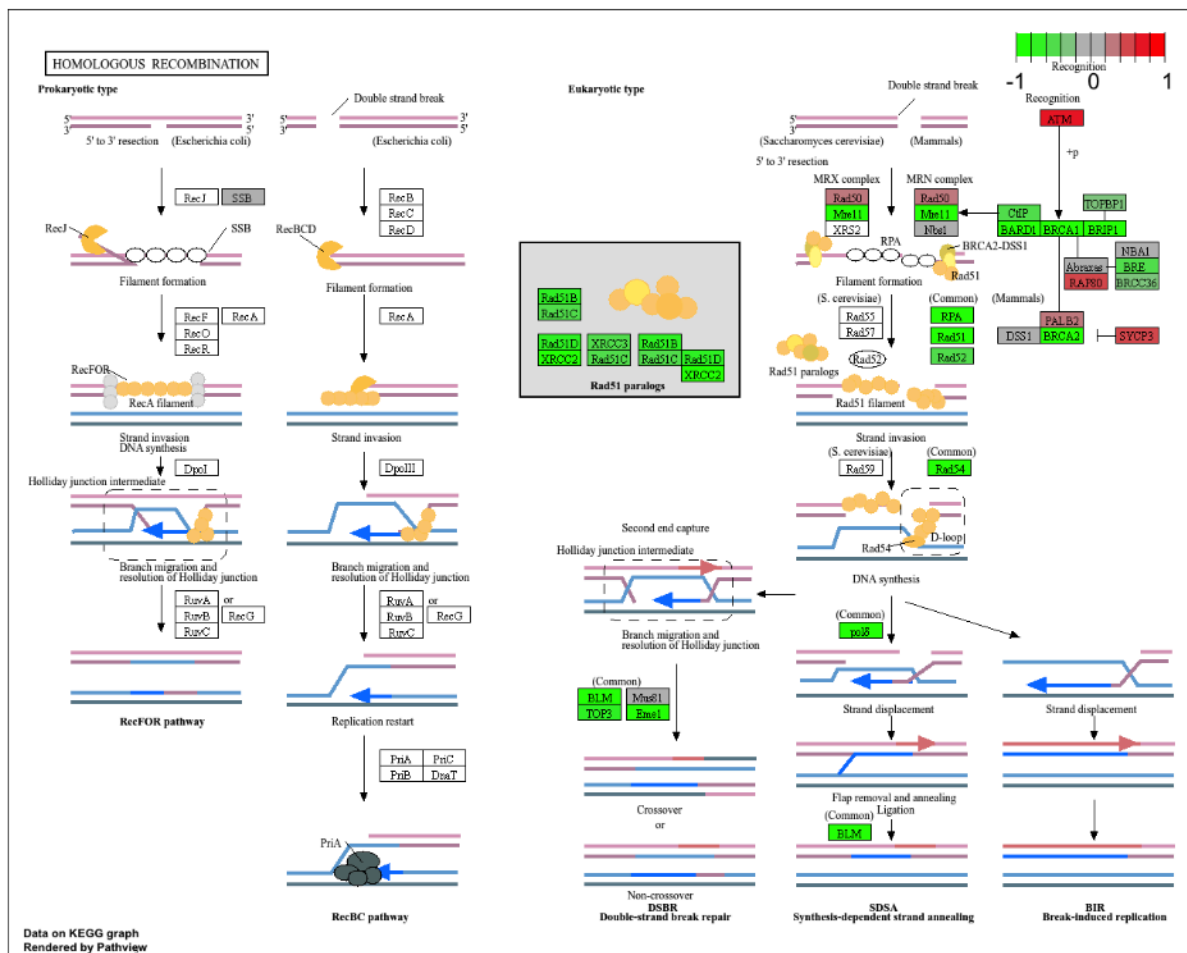 HOMOLOGOUS RECOMBINATION
Prokaryotic type
Double strand break
5' 3'
3' 5'
5' to 3' resection
(Escherichia coli)
5' 3'
3' 5'
(Escherichia coli)
RecJ SSB
RecJ
SSB
Filament formation
RecF RecA
RecO
RecR
RecFOR
RecA filament
Strand invasion
DNA synthesis
DpoI
Holliday junction intermediate
Branch migration and
resolution of Holliday junction
RuvA or
RuvB RecG
RuvC
RecFOR pathway
RecB
RecC
RecD
RecBCD
Filament formation
RecA
Strand invasion
DpoIII
Branch migration and
resolution of Holliday junction
RuvA or
RuvB RecG
RuvC
Replication restart
PriA PriC
PriB DnaT
PriA
RecBC pathway
Eukaryotic type
Double strand break
5' 3'
3' 5'
(Saccharomyces cerevisiae)
(Mammals)
5' to 3' resection
MRX complex
Rad50
Mre11
XRS2
MRN complex
Rad50
Mre11
Nbs1
RPA
BRCA2-DSS1
Rad51
Filament formation
(S. cerevisiae)
Rad55
Rad57
Rad52
(Common)
RPA
Rad51
Rad52
Rad51 paralogs
Rad51 filament
Strand invasion
(S. cerevisiae)
Rad59
(Common)
Rad54
Rad54
D-loop
DNA synthesis
Rad51B
Rad51C
Rad51D XRCC3 Rad51B
XRCC2 Rad51C Rad51C Rad51D
XRCC2
Rad51 paralogs
Recognition
-1 0 1
Recognition
ATM
+p
CtIP
TOPBP1
BARD1 BRCA1 BRIP1
Abraxas
RAP80
NBA1
BRE
BRCC36
(Mammals)
PALB2
DSS1 BRCA2
SYCP3
Second end capture
Holliday junction intermediate
Branch migration and
resolution of Holliday junction
(Common)
BLM Mus81
TOP3 Eme1
Crossover
or
Non-crossover
DSBR
Double-strand break repair
(Common)
polδ
Strand displacement
Flap removal and annealing
Ligation
(Common)
BLM
SDSA
Synthesis-dependent strand annealing
Strand displacement
BIR
Break-induced replication
Data on KEGG graph
Rendered by Pathview